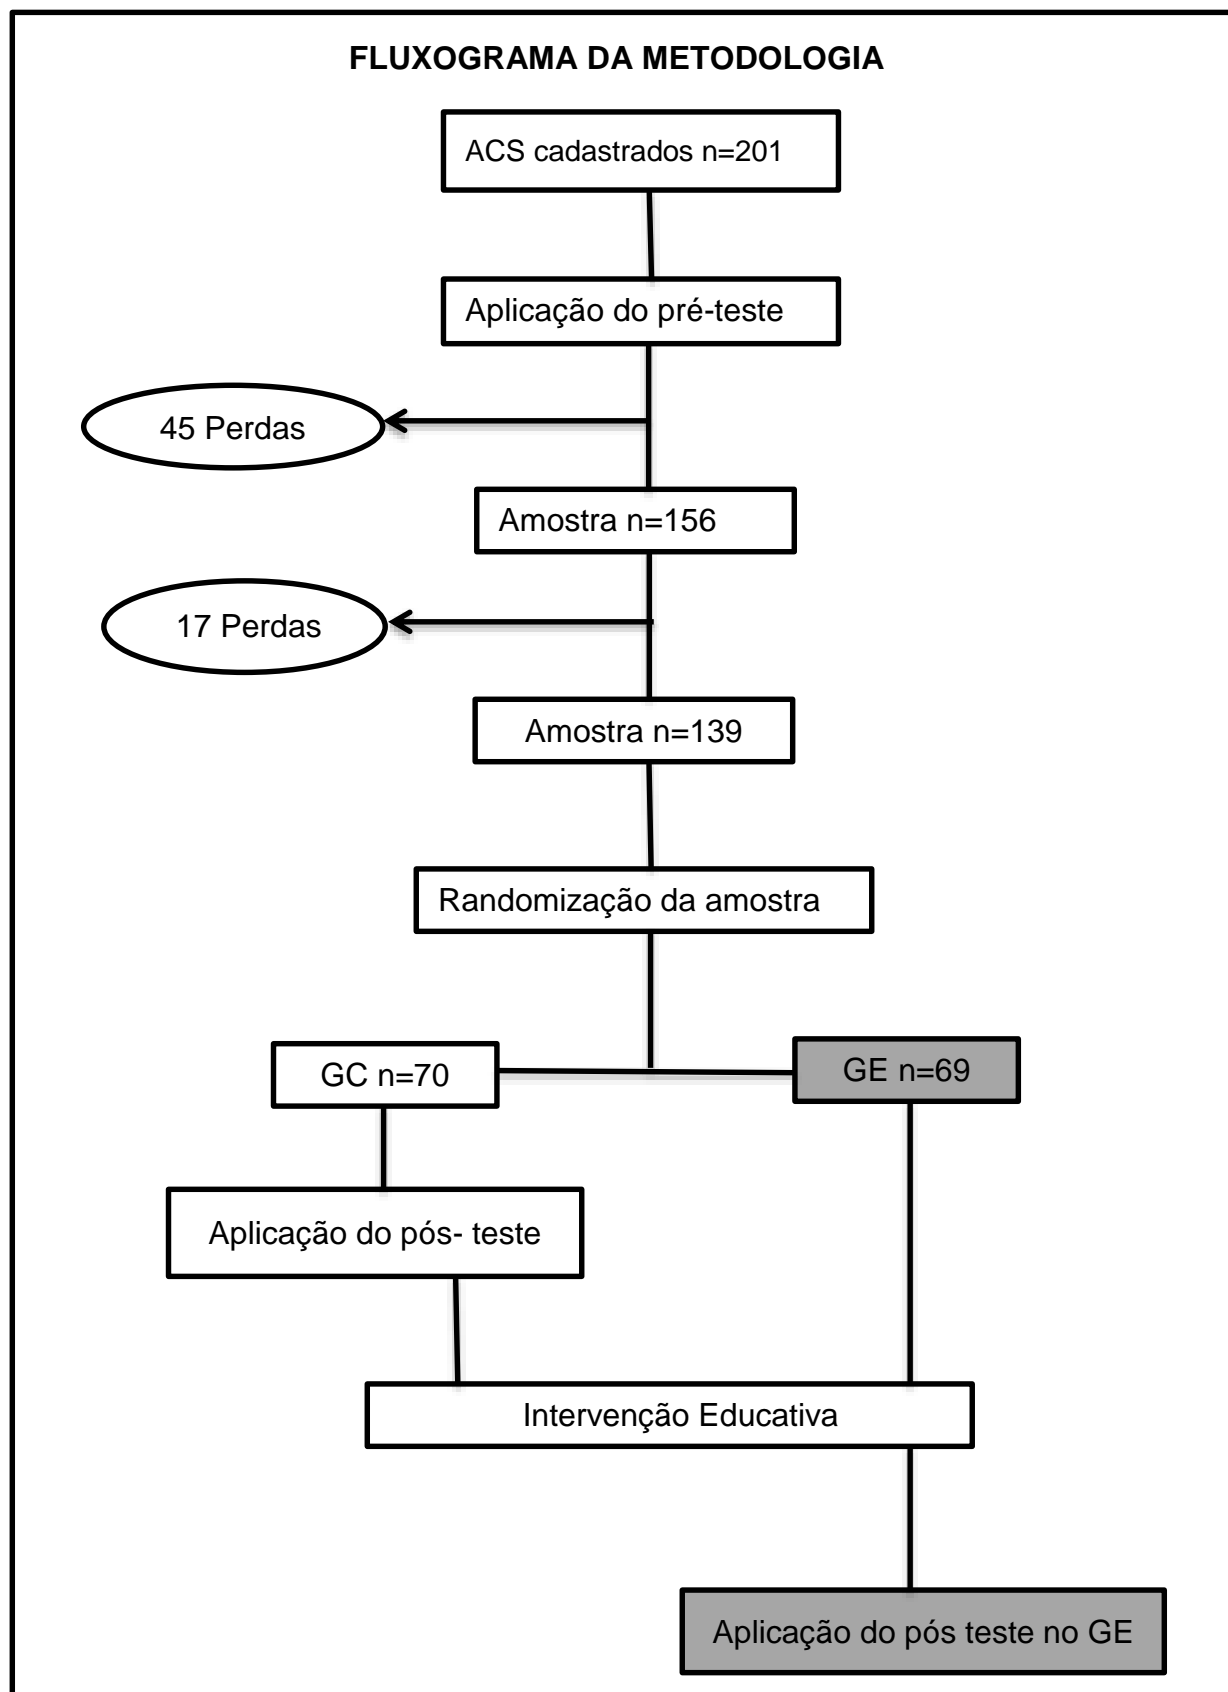 FLUXOGRAMA DA METODOLOGIA
ACS cadastrados n=201
Aplicação do pré-teste
45 Perdas
Amostra n=156
17 Perdas
Amostra n=139
Randomização da amostra
GC n=70
GE n=69
Aplicação do pós- teste
Intervenção Educativa
Aplicação do pós teste no GE